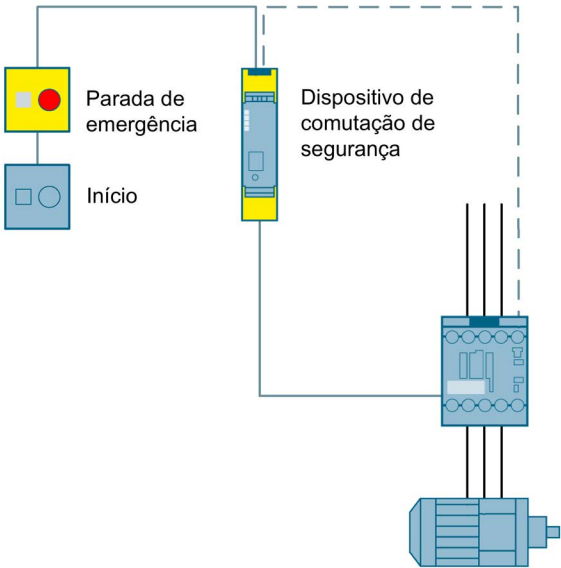 Parada de
emergência
Dispositivo de
comutação de
segurança
Início